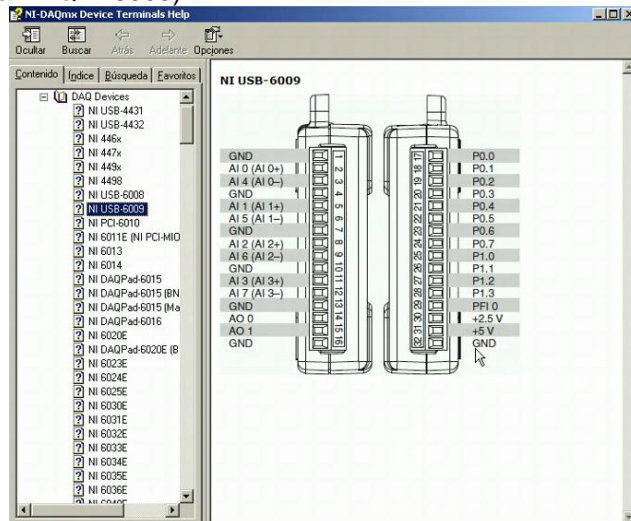 NI-DAQmx Device Terminals Help
Ocultar Buscar Atrás Adelante Opciones
Contenido Índice Búsqueda Favoritos
DAQ Devices
NI USB-4431
NI USB-4432
NI 446x
NI 447x
NI 449x
NI 4498
NI USB-6008
NI USB-6009
NI PCI-6010
NI 6011E (NI PCI-MIO
NI 6013
NI 6014
NI DAQPad-6015
NI DAQPad-6015 (BN
NI DAQPad-6015 (Ma
NI DAQPad-6016
NI 6020E
NI DAQPad-6020E (B
NI 6023E
NI 6024E
NI 6025E
NI 6030E
NI 6031E
NI 6032E
NI 6033E
NI 6034E
NI 6035E
NI 6036E
NI USB-6009
GND 1
AI 0 (AI 0+) 2
AI 4 (AI 0–) 3
GND 4
AI 1 (AI 1+) 5
AI 5 (AI 1–) 6
GND 7
AI 2 (AI 2+) 8
AI 6 (AI 2–) 9
GND 10
AI 3 (AI 3+) 11
AI 7 (AI 3–) 12
GND 13
AO 0 14
AO 1 15
GND 16
17 P0.0
18 P0.1
19 P0.2
20 P0.3
21 P0.4
22 P0.5
23 P0.6
24 P0.7
25 P1.0
26 P1.1
27 P1.2
28 P1.3
29 PFI 0
30 +2.5 V
31 +5 V
32 GND